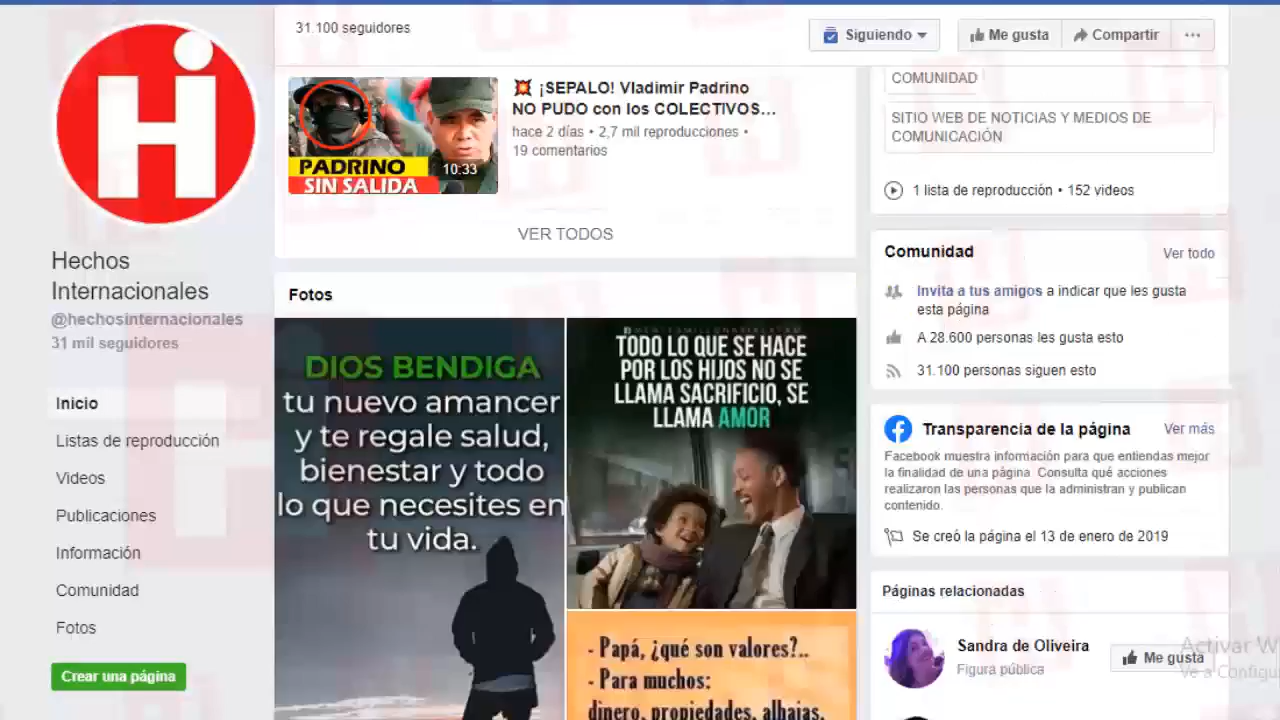 31.100 seguidores
Siguiendo
Me gusta
Compartir
Hi
¡SEPALO! Vladimir Padrino
NO PUDO con los COLECTIVOS...
hace 2 días • 2,7 mil reproducciones •
19 comentarios
PADRINO
SIN SALIDA
10:33
VER TODOS
COMUNIDAD
SITIO WEB DE NOTICIAS Y MEDIOS DE
COMUNICACIÓN
1 lista de reproducción • 152 videos
Hechos
Internacionales
@hechosinternacionales
31 mil seguidores
Inicio
Listas de reproducción
Videos
Publicaciones
Información
Comunidad
Fotos
Crear una página
Fotos
DIOS BENDIGA
tu nuevo amancer
y te regale salud,
bienestar y todo
lo que necesites en
tu vida.
TODO LO QUE SE HACE
POR LOS HIJOS NO SE
LLAMA SACRIFICIO, SE
LLAMA AMOR
- Papá, ¿qué son valores?..
- Para muchos:
dinero, propiedades, alhajas,
Comunidad
Ver todo
Invita a tus amigos a indicar que les gusta
esta página
A 28.600 personas les gusta esto
31.100 personas siguen esto
Transparencia de la página
Ver más
Facebook muestra información para que entiendas mejor
la finalidad de una página. Consulta qué acciones
realizaron las personas que la administran y publican
contenido.
Se creó la página el 13 de enero de 2019
Páginas relacionadas
Sandra de Oliveira
Figura pública
Me gusta
Activar W
Ve a Configu